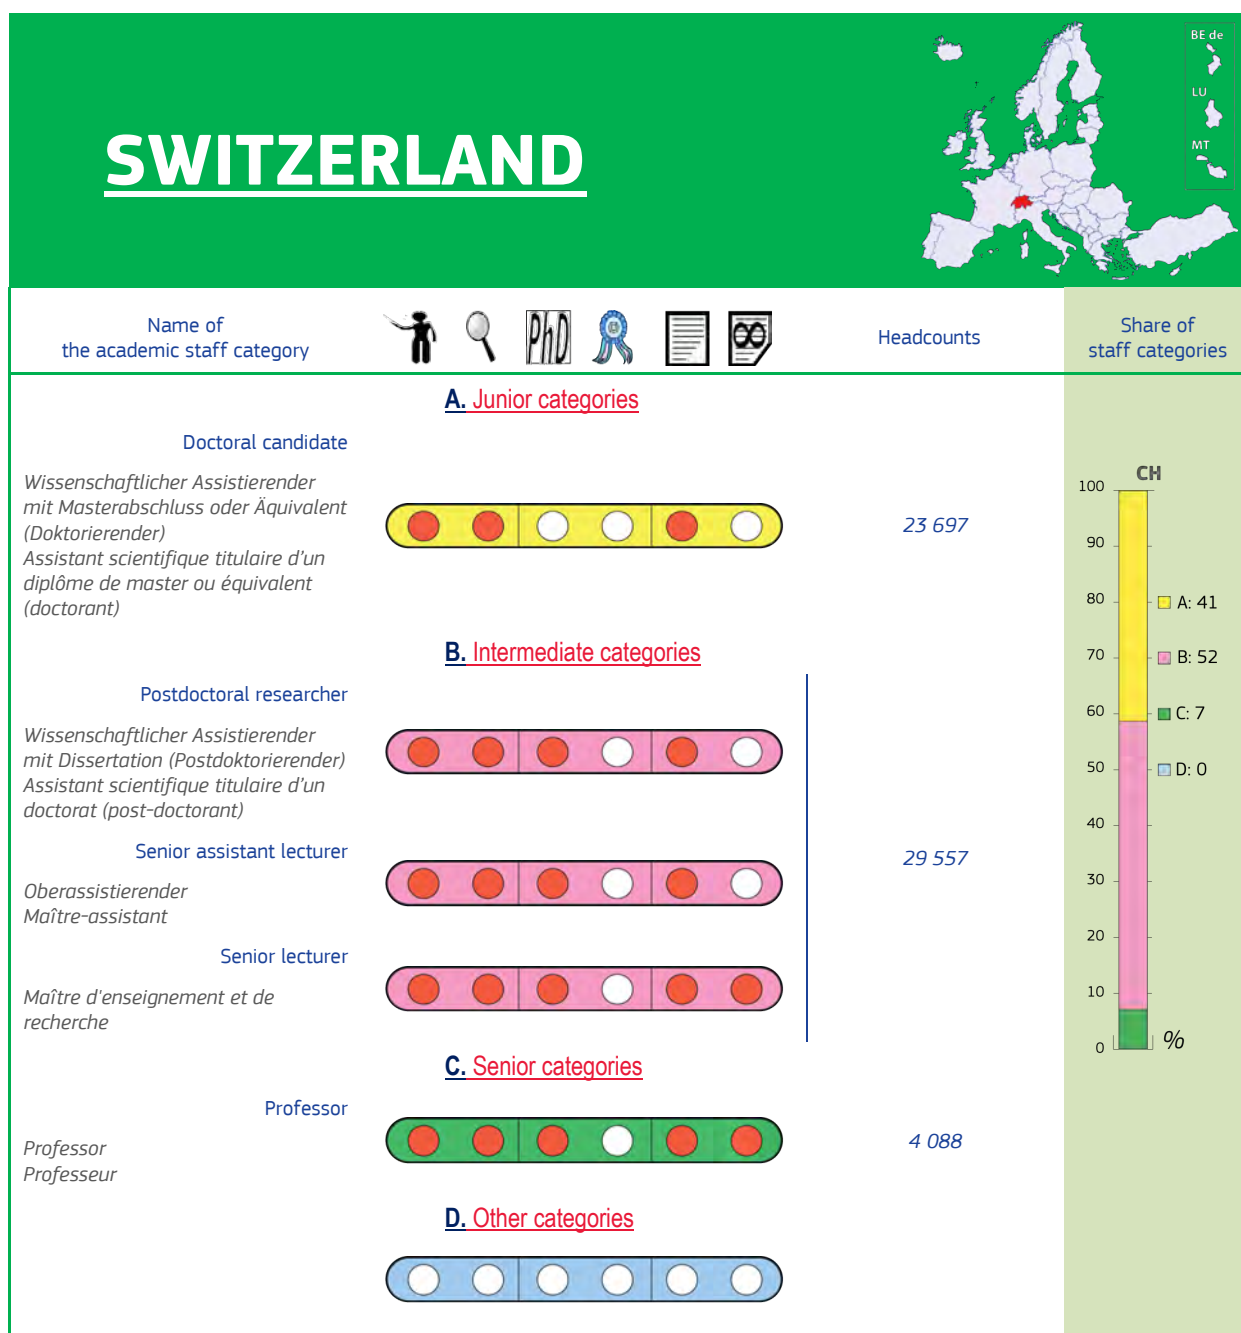 BE de
LU
MT
SWITZERLAND
Name of
the academic staff category
PhD
Headcounts
Share of
staff categories
A. Junior categories
Doctoral candidate
Wissenschaftlicher Assistierender
mit Masterabschluss oder Äquivalent
(Doktorierender)
Assistant scientifique titulaire d'un
diplôme de master ou équivalent
(doctorant)
23 697
B. Intermediate categories
Postdoctoral researcher
Wissenschaftlicher Assistierender
mit Dissertation (Postdoktorierender)
Assistant scientifique titulaire d'un
doctorat (post-doctorant)
Senior assistant lecturer
Oberassistierender
Maître-assistant
29 557
Senior lecturer
Maître d'enseignement et de
recherche
C. Senior categories
Professor
Professor
Professeur
4 088
D. Other categories
CH
100
90
80
70
60
50
40
30
20
10
0
%
A: 41
B: 52
C: 7
D: 0